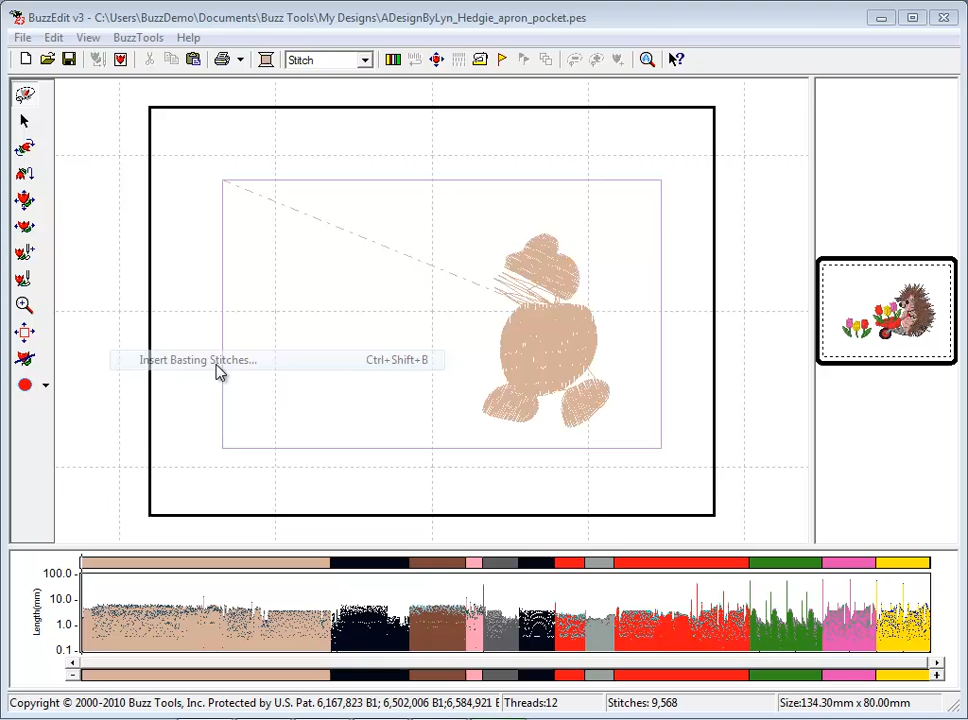 BuzzEdit v3 - C:\Users\BuzzDemo\Documents\Buzz Tools\My Designs\ADesignByLyn_Hedgie_apron_pocket.pes
File Edit View BuzzTools Help
Stitch
Insert Basting Stitches... Ctrl+Shift+B
100.0
10.0
1.0
0.1
Length(mm)
Copyright © 2000-2010 Buzz Tools, Inc. Protected by U.S. Pat. 6,167,823 B1; 6,502,006 B1;6,584,921 E Threads:12 Stitches: 9,568 Size:134.30mm x 80.00mm